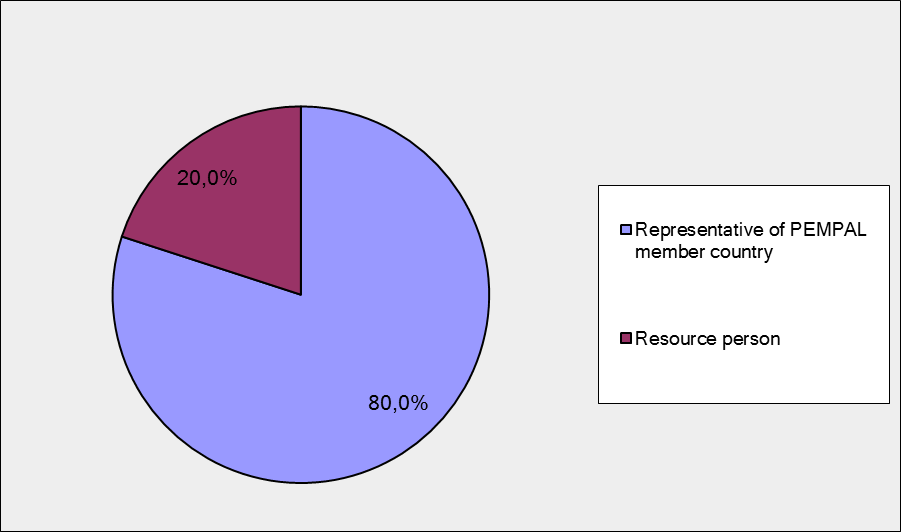 20,0%
80,0%
Representative of PEMPAL
member country
Resource person